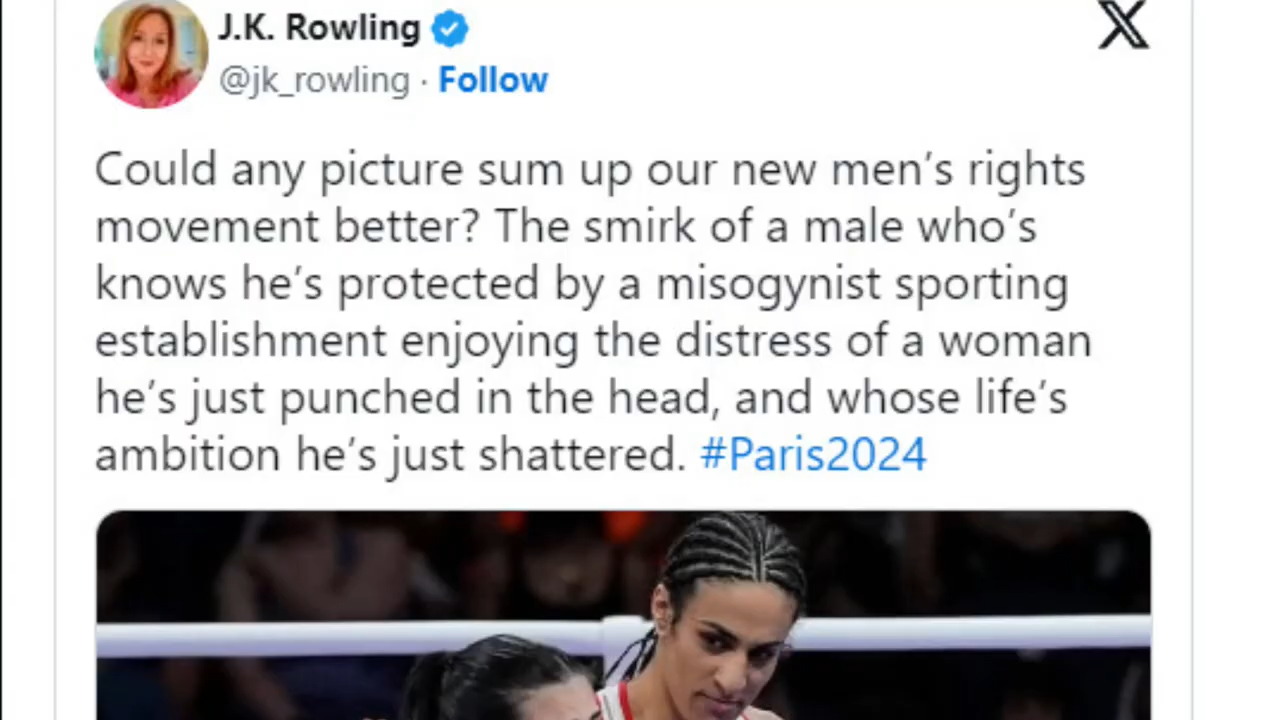 J.K. Rowling
@jk_rowling · Follow
Could any picture sum up our new men’s rights
movement better? The smirk of a male who’s
knows he’s protected by a misogynist sporting
establishment enjoying the distress of a woman
he’s just punched in the head, and whose life’s
ambition he’s just shattered. #Paris2024